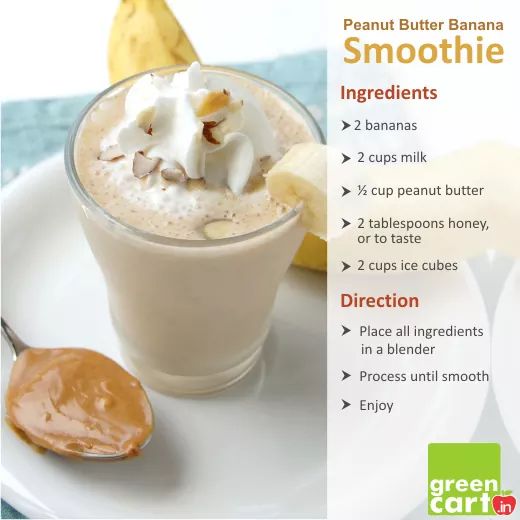 Peanut Butter Banana
Smoothie
Ingredients
2 bananas
2 cups milk
½ cup peanut butter
2 tablespoons honey,
or to taste
2 cups ice cubes
Direction
Place all ingredients
in a blender
Process until smooth
Enjoy
green
cart.in